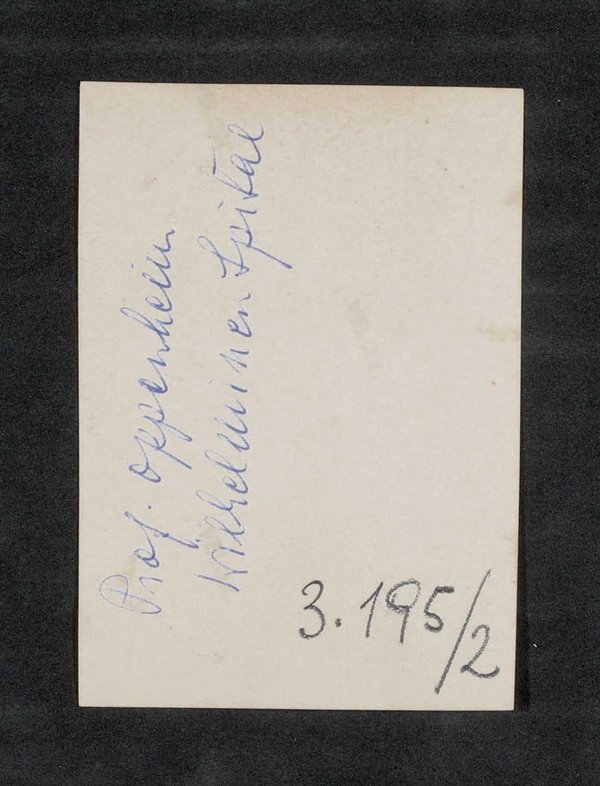 Prof. Oppenheim
Wilhelminen Spital
3.195/2